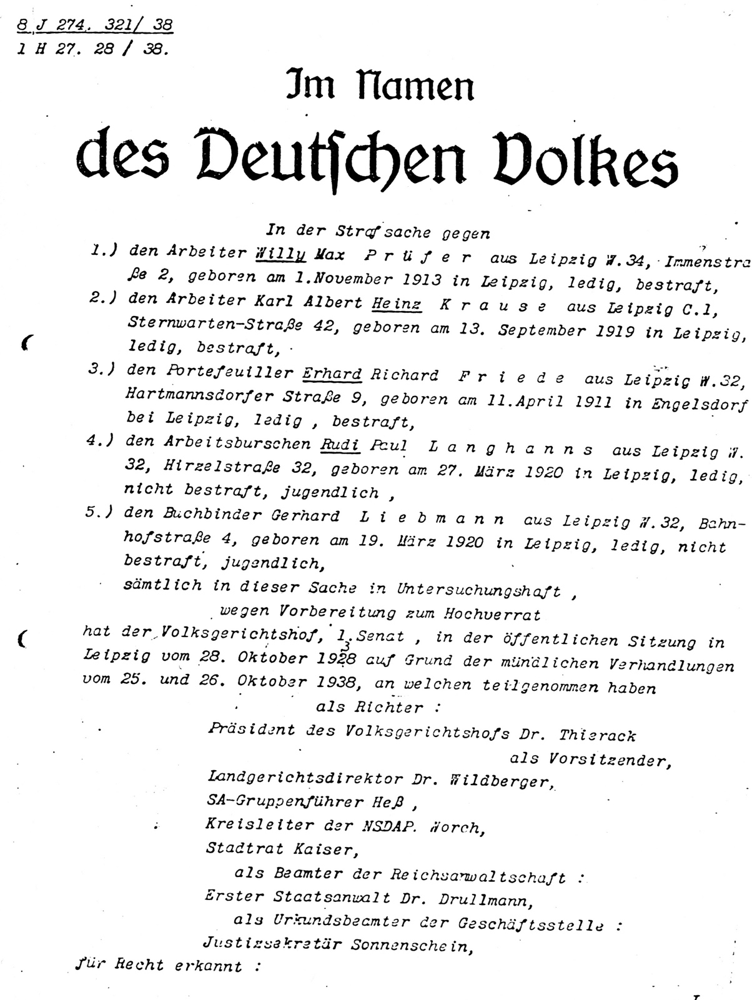 8 J 274. 321/ 38
1 H 27. 28 / 38.
Im Namen
des Deutschen Volkes
In der Strafsache gegen
1.) den Arbeiter Willy Max P r ü f e r aus Leipzig W.34, Immenstra
ße 2, geboren am 1.November 1913 in Leipzig, ledig, bestraft,
2.) den Arbeiter Karl Albert Heinz K r a u s e aus Leipzig C.1,
Sternwarten-Straße 42, geboren am 13. September 1919 in Leipzig,
ledig, bestraft,
3.) den Portefeuiller Erhard Richard F r i e d e aus Leipzig W.32,
Hartmannsdorfer Straße 9, geboren am 11.April 1911 in Engelsdorf
bei Leipzig, ledig , bestraft,
4.) den Arbeitsburschen Rudi Paul L a n g h a n n s aus Leipzig W.
32, Hirzelstraße 32, geboren am 27. März 1920 in Leipzig, ledig,
nicht bestraft, jugendlich ,
5.) den Buchbinder Gerhard L i e b m a n n aus Leipzig W.32, Bahn-
hofstraße 4, geboren am 19. März 1920 in Leipzig, ledig, nicht
bestraft, jugendlich,
sämtlich in dieser Sache in Untersuchungshaft ,
wegen Vorbereitung zum Hochverrat
hat der Volksgerichtshof, 1.Senat , in der öffentlichen Sitzung in
3
Leipzig vom 28. Oktober 1928 auf Grund der mündlichen Verhandlungen
vom 25. und 26. Oktober 1938, an welchen teilgenommen haben
als Richter :
Präsident des Volksgerichtshofs Dr. Thierack
als Vorsitzender,
Landgerichtsdirektor Dr. Wildberger,
SA-Gruppenführer Heß ,
Kreisleiter der NSDAP. Worch,
Stadtrat Kaiser,
als Beamter der Reichsanwaltschaft :
Erster Staatsanwalt Dr. Drullmann,
als Urkundsbeamter der Geschäftsstelle :
Justizsekretär Sonnenschein,
für Recht erkannt :